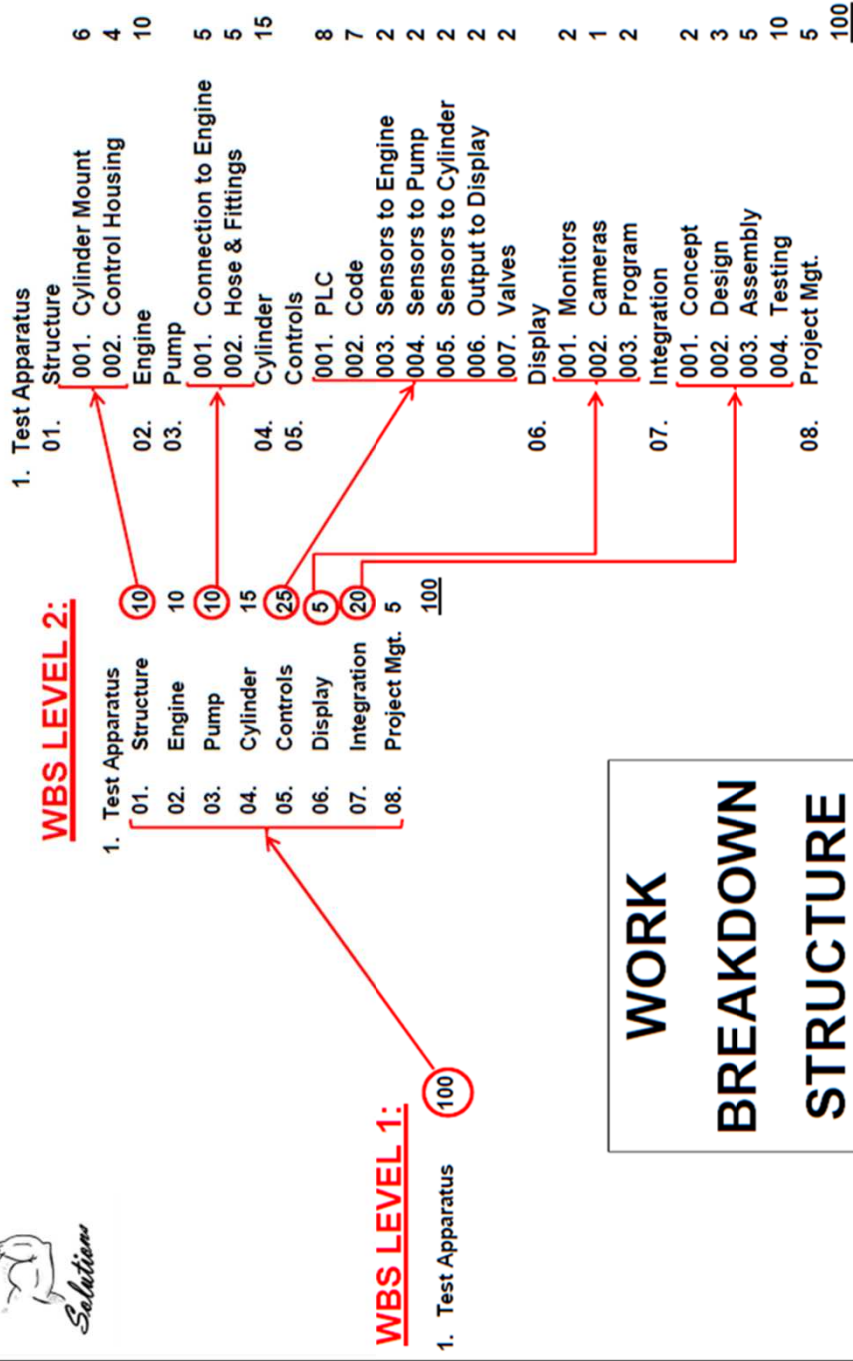 Solutions
WBS LEVEL 1:
1. Test Apparatus 100
WBS LEVEL 2:
1. Test Apparatus
01. Structure 10
02. Engine 10
03. Pump 10
04. Cylinder 15
05. Controls 25
06. Display 5
07. Integration 20
08. Project Mgt. 5
100
1. Test Apparatus
01. Structure
001. Cylinder Mount 6
002. Control Housing 4
02. Engine 10
03. Pump
001. Connection to Engine 5
002. Hose & Fittings 5
04. Cylinder 15
05. Controls
001. PLC 8
002. Code 7
003. Sensors to Engine 2
004. Sensors to Pump 2
005. Sensors to Cylinder 2
006. Output to Display 2
007. Valves 2
06. Display
001. Monitors 2
002. Cameras 1
003. Program 2
07. Integration
001. Concept 2
002. Design 3
003. Assembly 5
004. Testing 10
08. Project Mgt. 5
100
WORK
BREAKDOWN
STRUCTURE